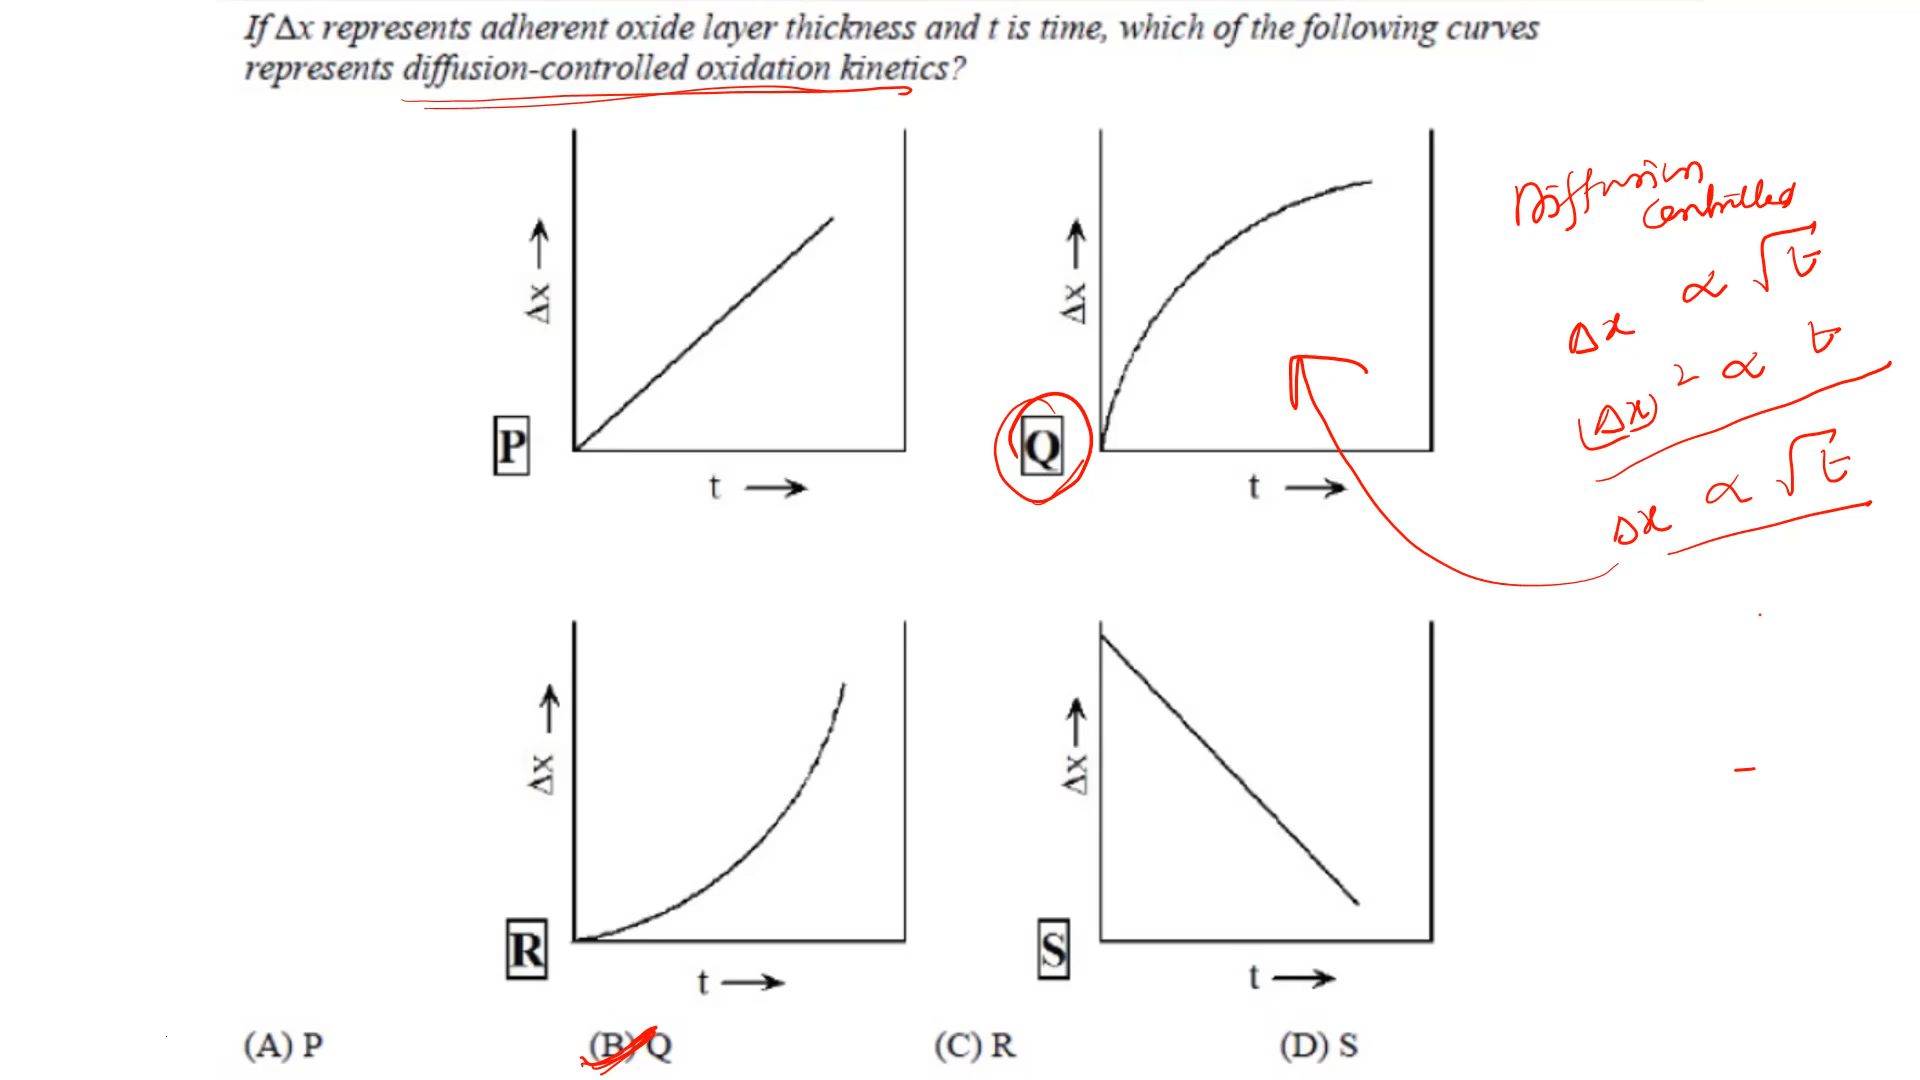 If Δx represents adherent oxide layer thickness and t is time, which of the following curves
represents diffusion-controlled oxidation kinetics?
Δx
P
t
Δx
Q
t
Diffusion
controlled
Δx ∝ √t
(Δx)² ∝ t
Δx ∝ √t
Δx
R
t
Δx
S
t
(A) P (B) Q (C) R (D) S